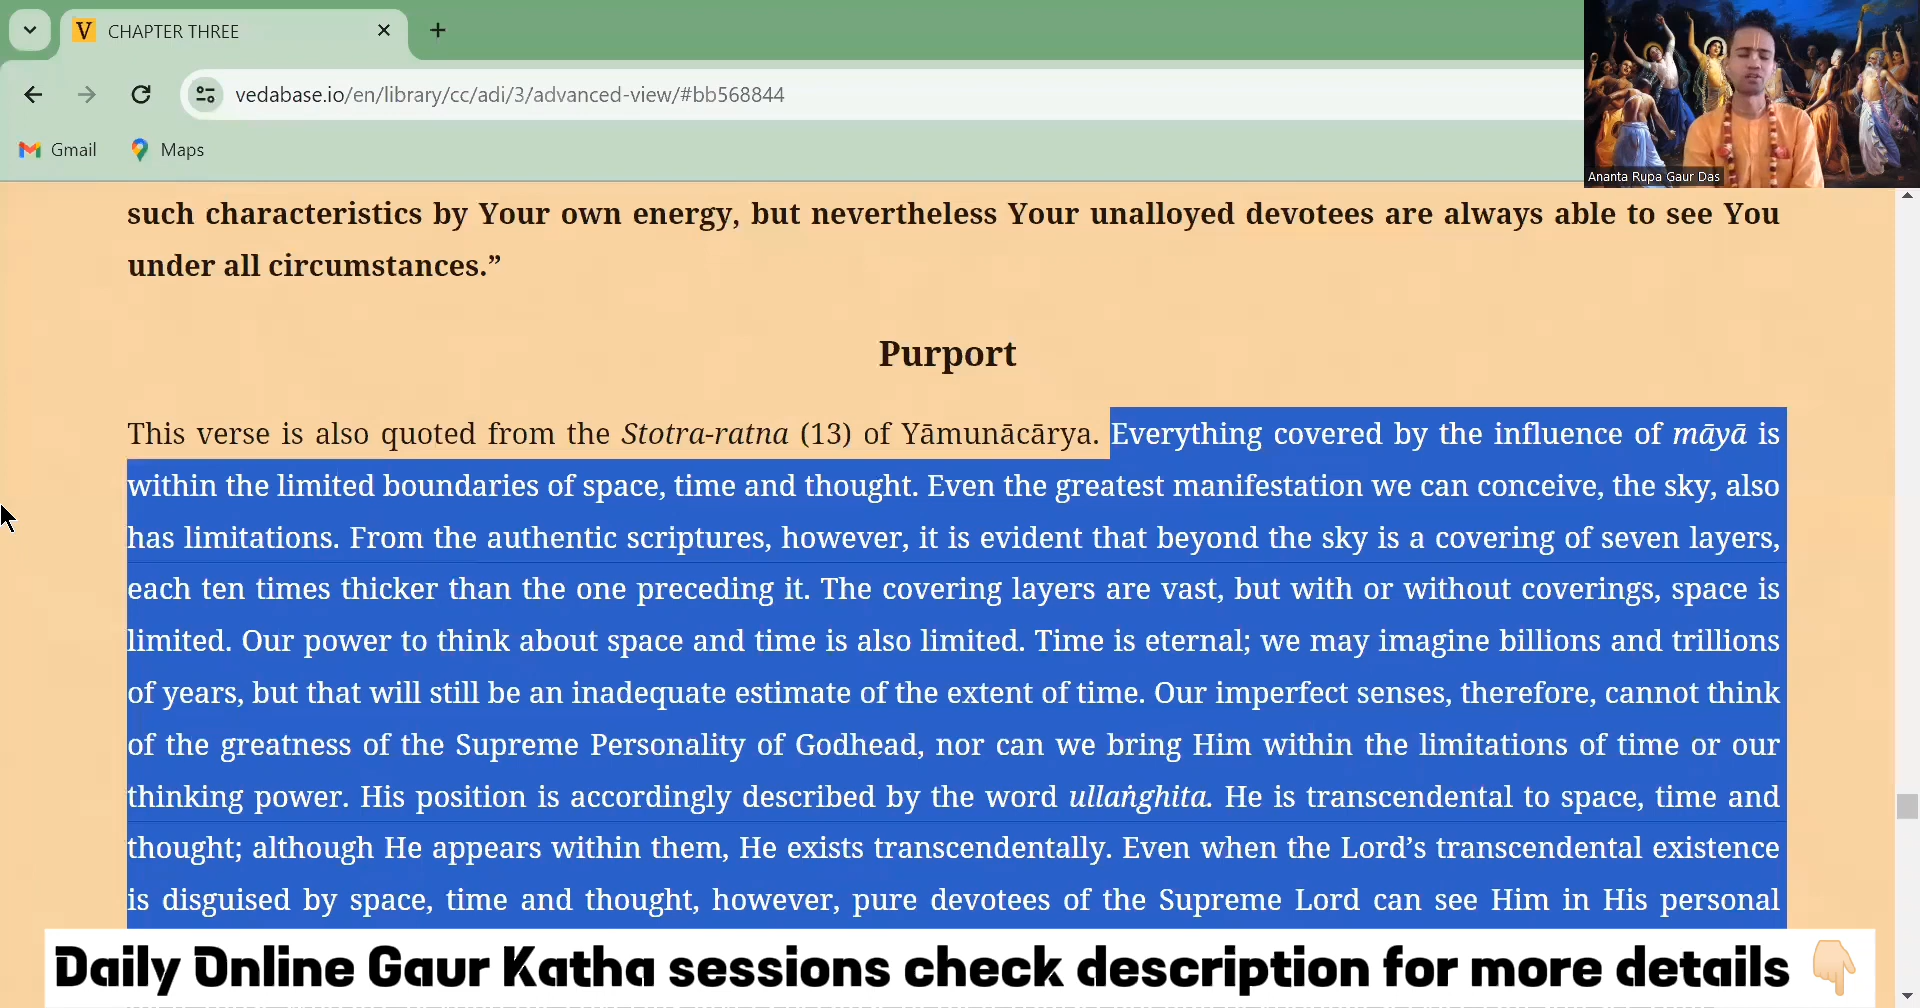 CHAPTER THREE
vedabase.io/en/library/cc/adi/3/advanced-view/#bb568844
Gmail
Maps
Ananta Rupa Gaur Das
such characteristics by Your own energy, but nevertheless Your unalloyed devotees are always able to see You
under all circumstances.”
Purport
This verse is also quoted from the Stotra-ratna (13) of Yāmunācārya. Everything covered by the influence of māyā is
within the limited boundaries of space, time and thought. Even the greatest manifestation we can conceive, the sky, also
has limitations. From the authentic scriptures, however, it is evident that beyond the sky is a covering of seven layers,
each ten times thicker than the one preceding it. The covering layers are vast, but with or without coverings, space is
limited. Our power to think about space and time is also limited. Time is eternal; we may imagine billions and trillions
of years, but that will still be an inadequate estimate of the extent of time. Our imperfect senses, therefore, cannot think
of the greatness of the Supreme Personality of Godhead, nor can we bring Him within the limitations of time or our
thinking power. His position is accordingly described by the word ullaṅghita. He is transcendental to space, time and
thought; although He appears within them, He exists transcendentally. Even when the Lord’s transcendental existence
is disguised by space, time and thought, however, pure devotees of the Supreme Lord can see Him in His personal
Daily Online Gaur Katha sessions check description for more details 👇🏻